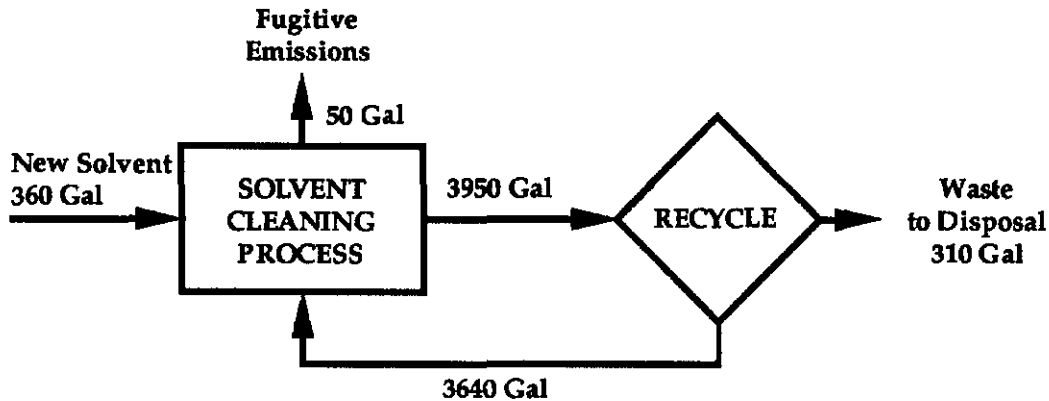 Fugitive
Emissions
50 Gal
New Solvent
360 Gal
SOLVENT
CLEANING
PROCESS
3950 Gal
RECYCLE
Waste
to Disposal
310 Gal
3640 Gal